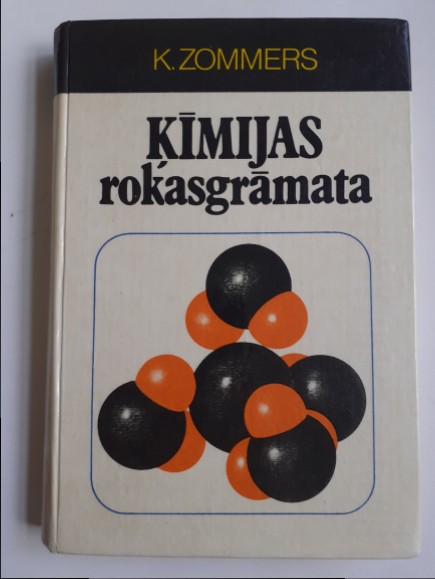 K. ZOMMERS
ĶĪMIJAS
rokasgrāmata